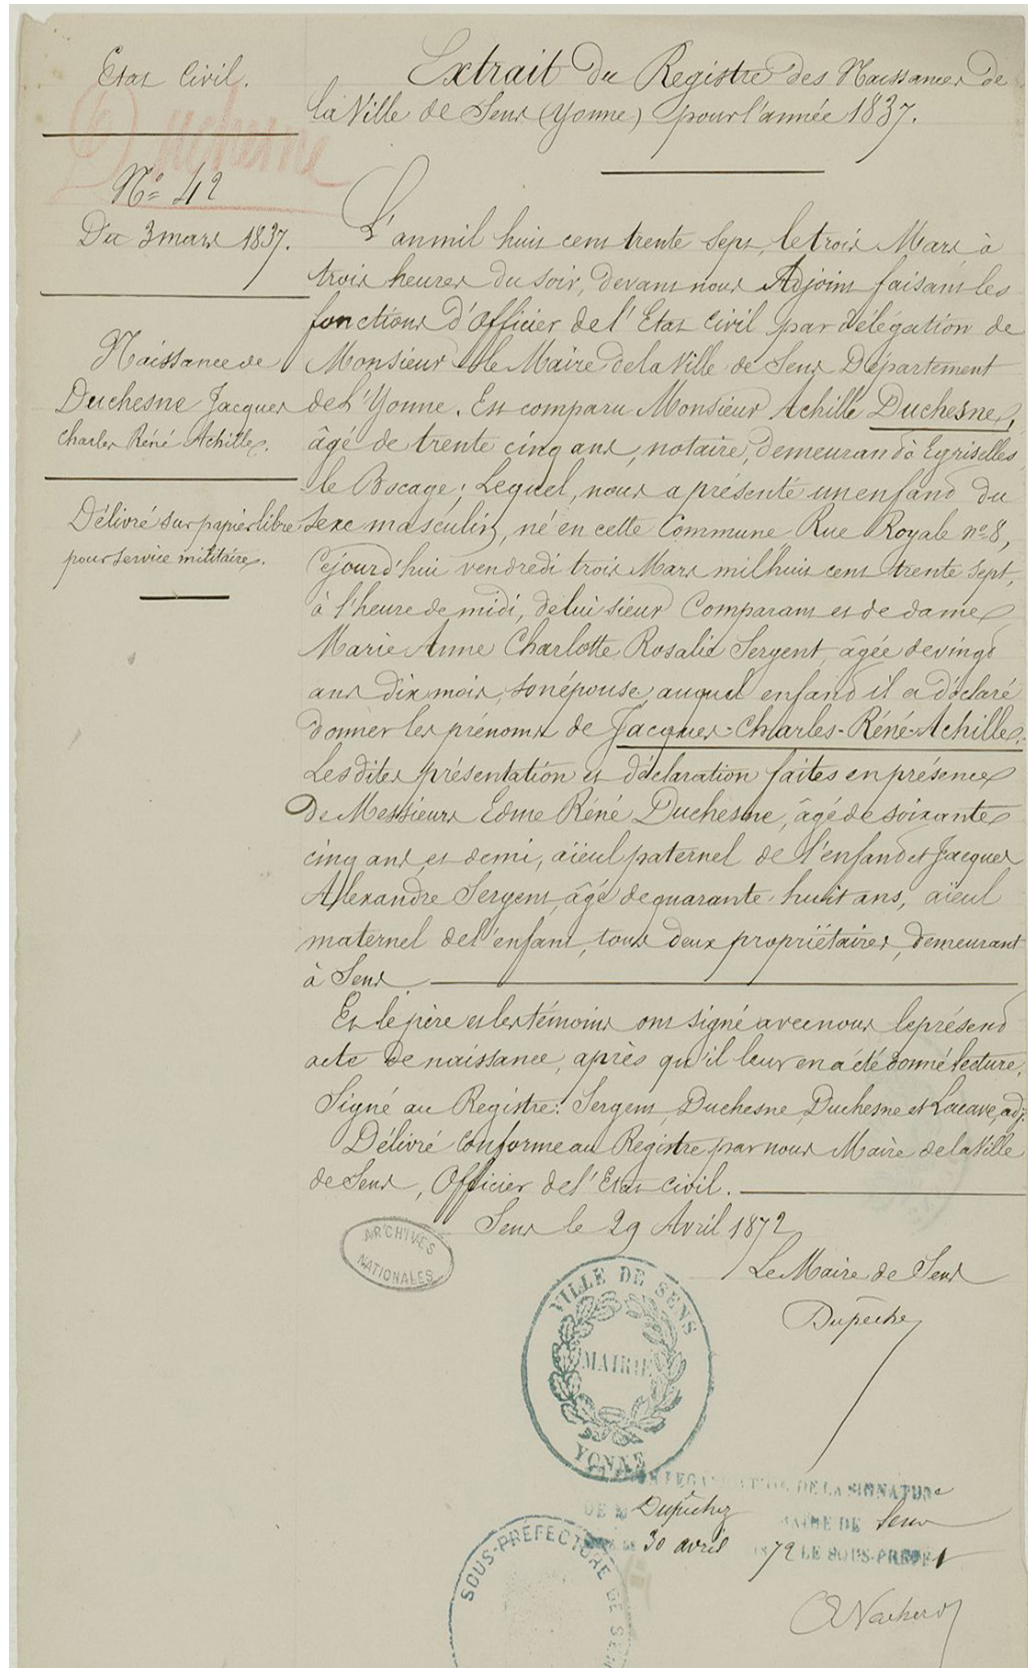 Etat Civil.
Duchesne
N° 42
Du 3 mars 1837.
Naissance de
Duchesne Jacques
Charles Réné Achille.
Délivré sur papier libre
pour service militaire.
Extrait du Registre des Naissances de
la Ville de Sens (Yonne) pour l'année 1837.
L'an mil huit cent trente sept, le trois Mars à
trois heures du soir, devant nous Adjoint faisant les
fonctions d'Officier de l'Etat Civil par délégation de
Monsieur le Maire de la Ville de Sens Département
de l'Yonne. Est comparu Monsieur Achille Duchesne,
âgé de trente cinq ans, notaire, demeurant à Egriselles
le Bocage; Lequel, nous a présenté un enfant du
sexe masculin, né en cette Commune Rue Royale n° 8,
Cejourd'hui vendredi trois Mars mil huit cent trente sept,
à l'heure de midi, de lui sieur Comparant et de dame
Marie Anne Charlotte Rosalie Sergent, âgée de vingt
ans dix mois, son épouse, auquel enfant il a déclaré
donner les prénoms de Jacques-Charles-Réné-Achille.
Lesdites présentation et déclaration faites en présence
De Messieurs Edme Réné Duchesne, âgé de soixante
cinq ans et demi, aïeul paternel de l'enfant et Jacques
Alexandre Sergent, âgé de quarante-huit ans, aïeul
maternel de l'enfant, tous deux propriétaires, demeurant
à Sens.
Et le père et les témoins ont signé avec nous le présent
acte de naissance, après qu'il leur en a été donné lecture.
Signé au Registre: Sergent, Duchesne, Duchesne et Lacave, adj.
Délivré conforme au Registre par nous Maire de la Ville
de Sens, Officier de l'Etat Civil.
Sens le 29 Avril 1872
Le Maire de Sens
Dupêchez
ARCHIVES
NATIONALES
VILLE DE SENS
MAIRIE
YONNE
DE LA SIGNATURE
DE M Dupêchez MAIRE DE Sens
30 avril 1872 LE SOUS-PREFET
SOUS-PREFECTURE DE SENS